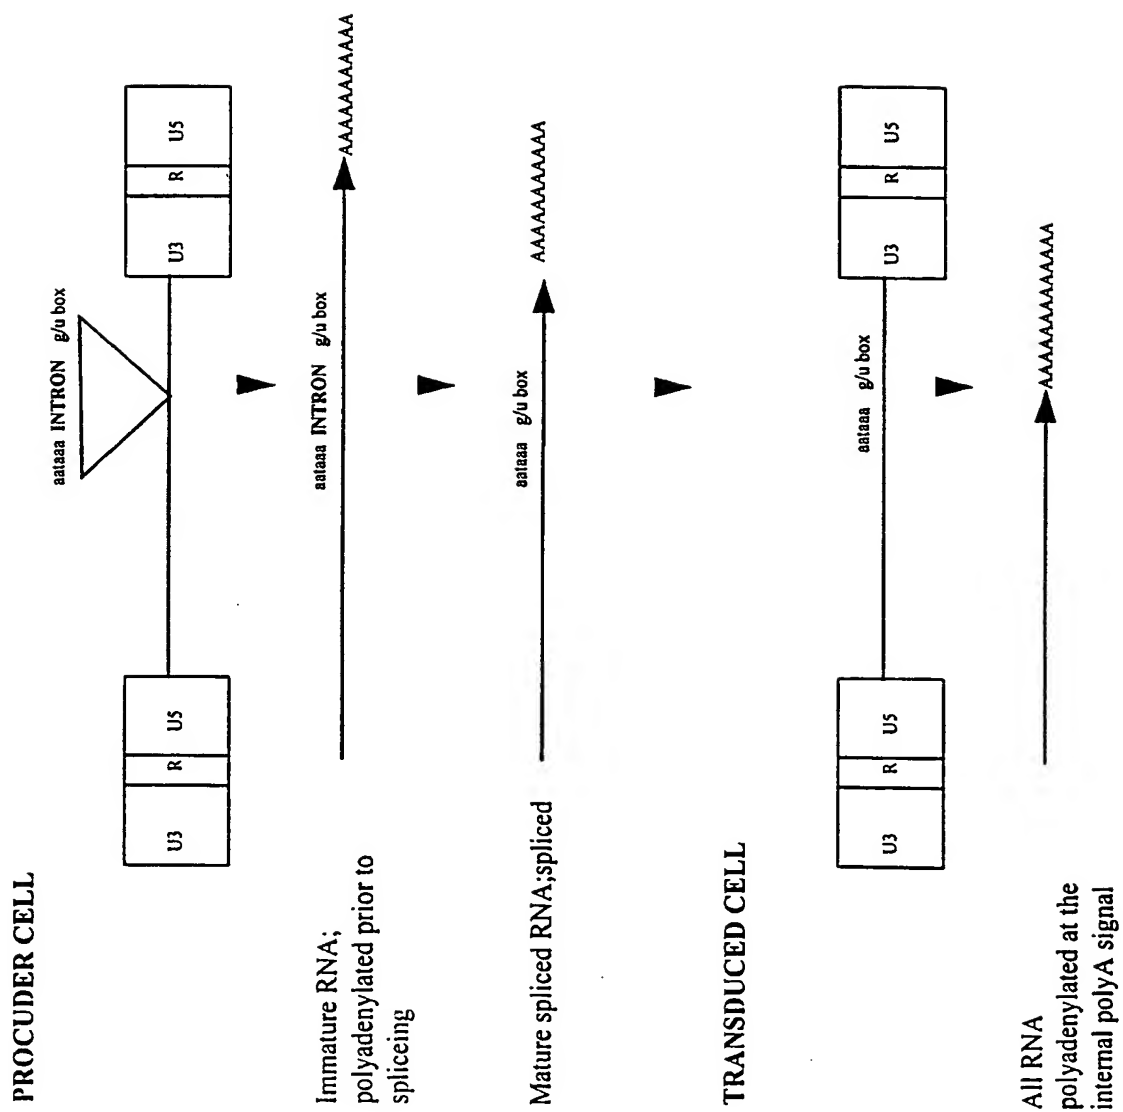 PROCUDER CELL
aataaa INTRON g/u box
U3 R U5 U3 R U5
Immature RNA;
polyadenylated prior to
spliceing
aataaa INTRON g/u box
AAAAAAAAAAA
Mature spliced RNA;spliced
aataaa g/u box
AAAAAAAAAAA
TRANSDUCED CELL
aataaa g/u box
U3 R U5 U3 R U5
All RNA
polyadenylated at the
internal polyA signal
AAAAAAAAAAAAA